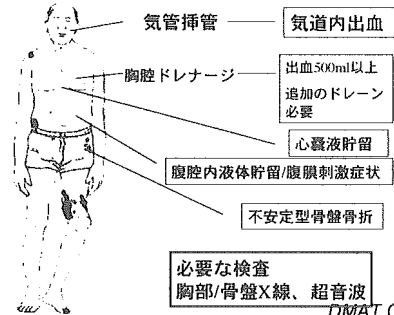 気管挿管
気道内出血
胸腔ドレナージ
出血500ml以上
追加のドレーン
必要
心嚢液貯留
腹腔内液体貯留/腹膜刺激症状
不安定型骨盤骨折
必要な検査
胸部/骨盤X線、超音波
DMAT